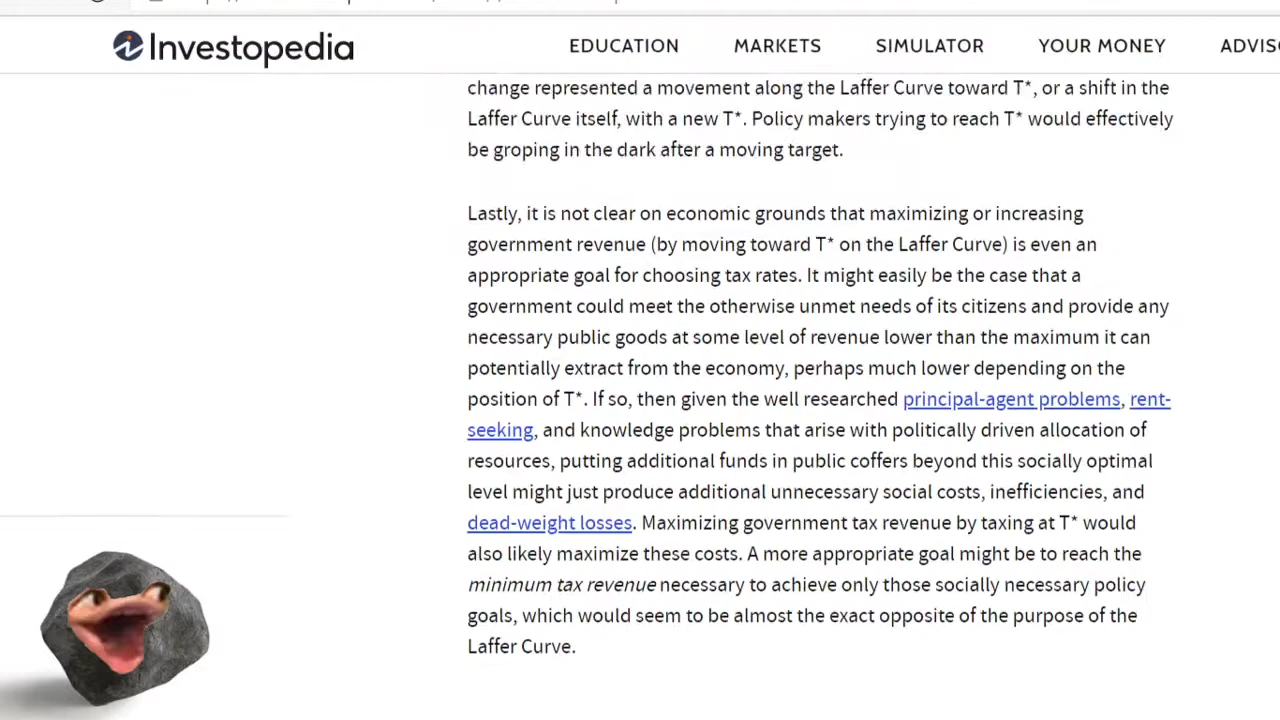 Investopedia
EDUCATION MARKETS SIMULATOR YOUR MONEY
change represented a movement along the Laffer Curve toward T*, or a shift in the
Laffer Curve itself, with a new T*. Policy makers trying to reach T* would effectively
be groping in the dark after a moving target.
Lastly, it is not clear on economic grounds that maximizing or increasing
government revenue (by moving toward T* on the Laffer Curve) is even an
appropriate goal for choosing tax rates. It might easily be the case that a
government could meet the otherwise unmet needs of its citizens and provide any
necessary public goods at some level of revenue lower than the maximum it can
potentially extract from the economy, perhaps much lower depending on the
position of T*. If so, then given the well researched principal-agent problems, rent-
seeking, and knowledge problems that arise with politically driven allocation of
resources, putting additional funds in public coffers beyond this socially optimal
level might just produce additional unnecessary social costs, inefficiencies, and
dead-weight losses. Maximizing government tax revenue by taxing at T* would
also likely maximize these costs. A more appropriate goal might be to reach the
minimum tax revenue necessary to achieve only those socially necessary policy
goals, which would seem to be almost the exact opposite of the purpose of the
Laffer Curve.